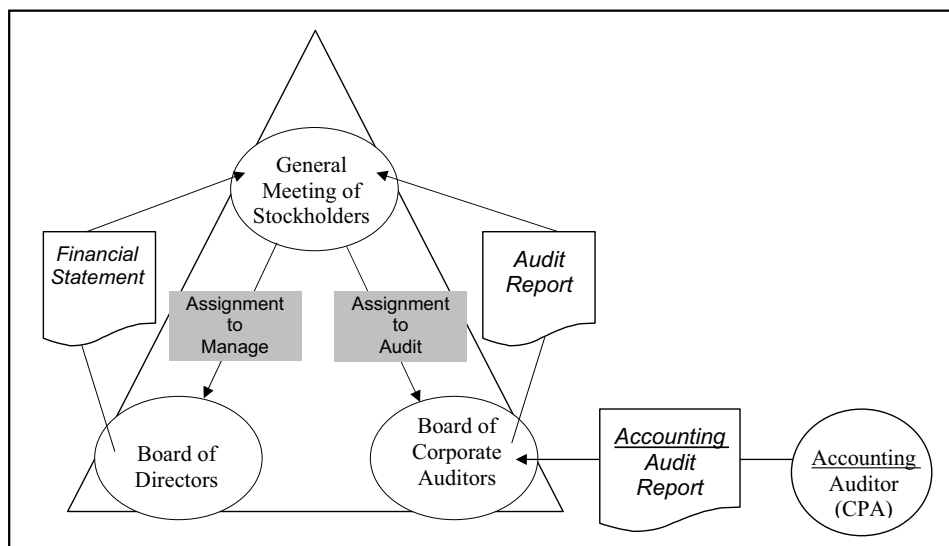 General
Meeting of
Stockholders
Financial
Statement
Audit
Report
Assignment
to
Manage
Assignment
to
Audit
Board of
Directors
Board of
Corporate
Auditors
Accounting
Audit
Report
Accounting
Auditor
(CPA)